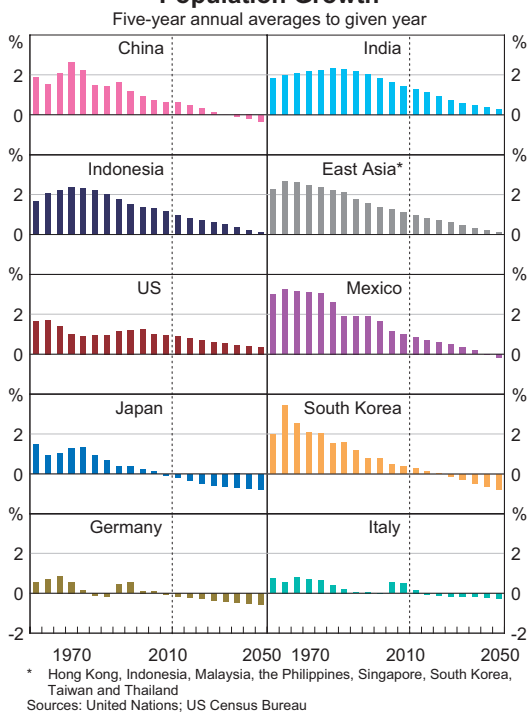 Population Growth
Five-year annual averages to given year
% China India %
2 2
0 0
% Indonesia East Asia* %
2 2
0 0
% US Mexico %
2 2
0 0
% Japan South Korea %
2 2
0 0
% Germany Italy %
2 2
0 0
-2 -2
1970 2010 2050 1970 2010 2050
* Hong Kong, Indonesia, Malaysia, the Philippines, Singapore, South Korea,
Taiwan and Thailand
Sources: United Nations; US Census Bureau